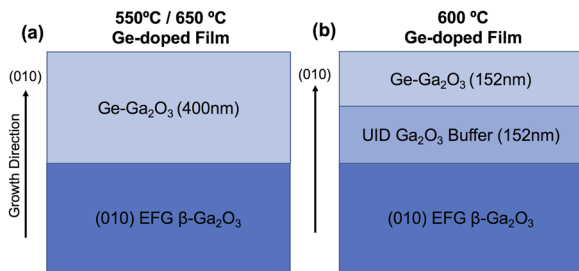 (a)
550ºC / 650 ºC
Ge-doped Film
(010)
Growth Direction
Ge-Ga₂O₃ (400nm)
(010) EFG β-Ga₂O₃
(b)
600 ºC
Ge-doped Film
(010)
Ge-Ga₂O₃ (152nm)
UID Ga₂O₃ Buffer (152nm)
(010) EFG β-Ga₂O₃